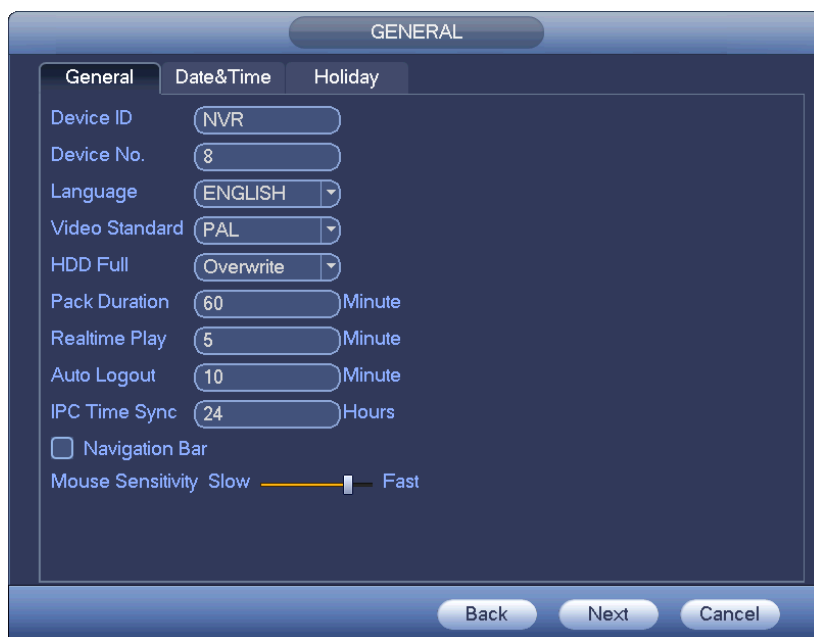 GENERAL
General Date&Time Holiday
Device ID NVR
Device No. 8
Language ENGLISH
Video Standard PAL
HDD Full Overwrite
Pack Duration 60 Minute
Realtime Play 5 Minute
Auto Logout 10 Minute
IPC Time Sync 24 Hours
Navigation Bar
Mouse Sensitivity Slow Fast
Back Next Cancel